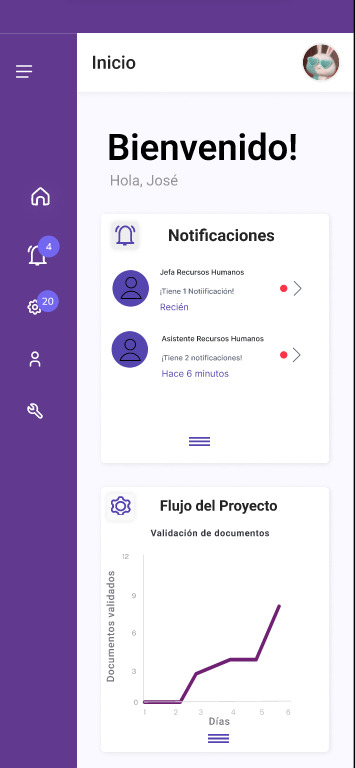 Inicio
Bienvenido!
Hola, José
4
20
Notificaciones
Jefa Recursos Humanos
¡Tiene 1 Notiificación!
Recién
Asistente Recursos Humanos
¡Tiene 2 notificaciones!
Hace 6 minutos
Flujo del Proyecto
Validación de documentos
Documentos validados
12
9
6
3
0
1 2 3 4 5 6
Días